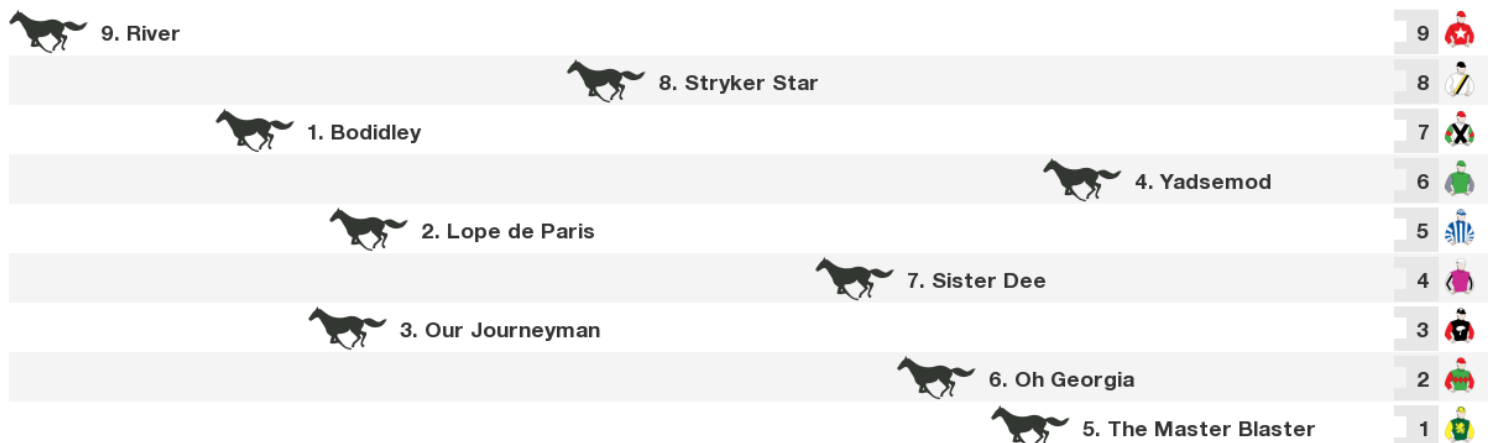 9. River 9
8. Stryker Star 8
1. Bodidley 7
4. Yadsemod 6
2. Lope de Paris 5
7. Sister Dee 4
3. Our Journeyman 3
6. Oh Georgia 2
5. The Master Blaster 1